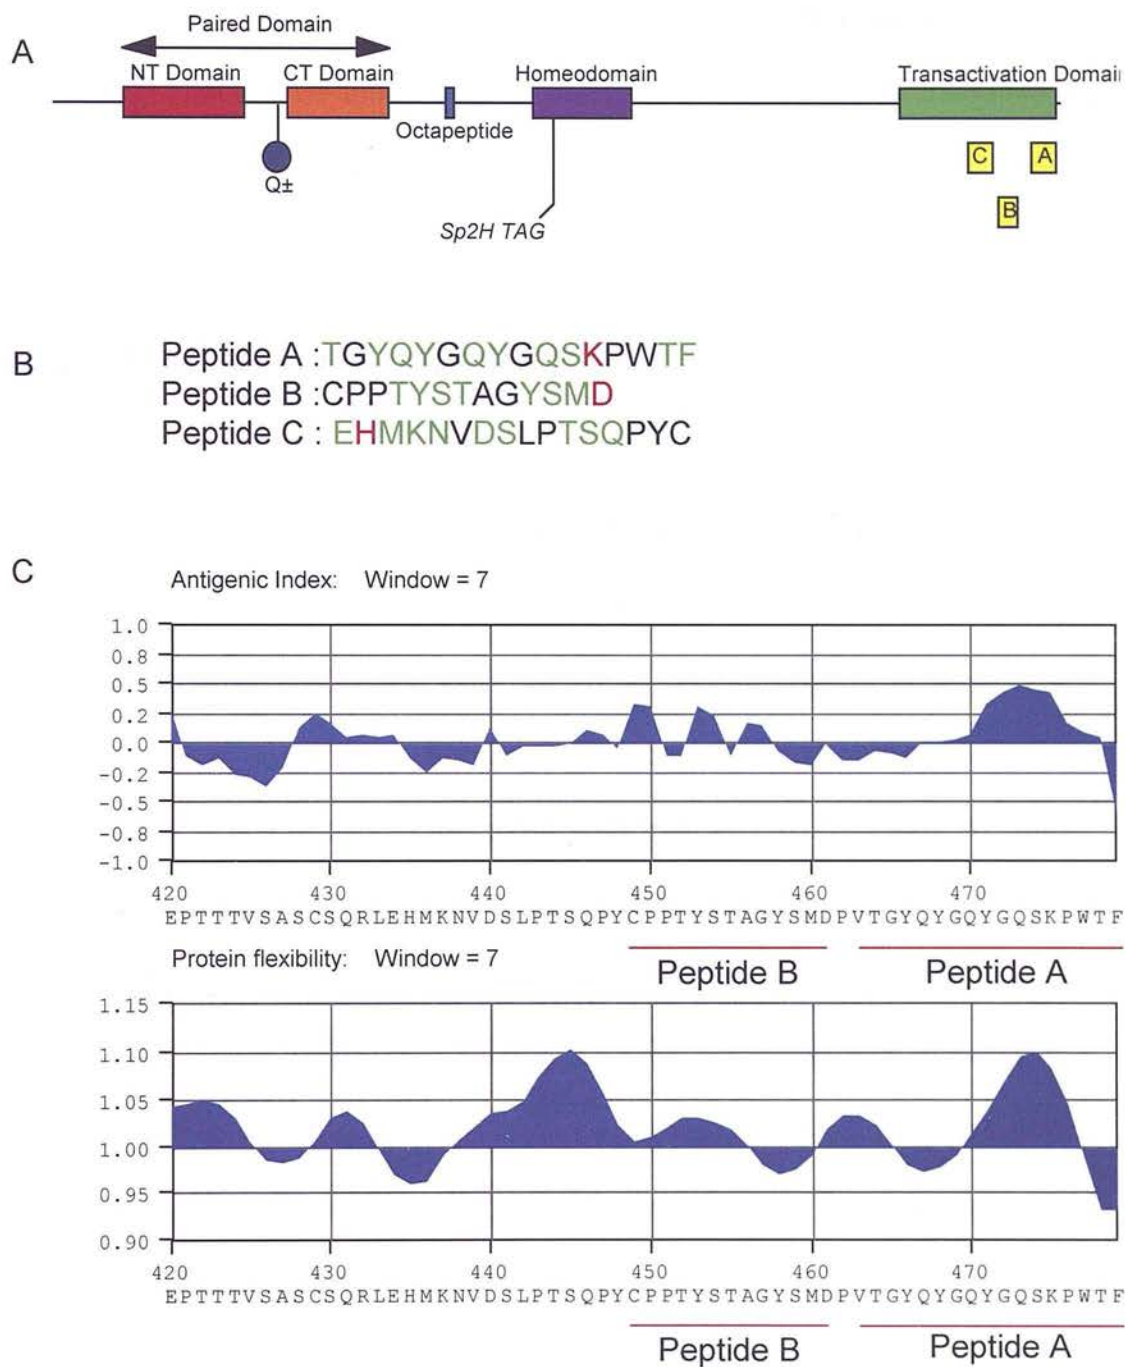 A
Paired Domain
NT Domain CT Domain Homeodomain Transactivation Domai
Octapeptide
C A
Q±
B
Sp2H TAG
B
Peptide A :TGYQYGQYGQSKPWTF
Peptide B :CPPTYSTAGYSMD
Peptide C : EHMKNVDSLPTSQPYC
C
Antigenic Index: Window = 7
1.0
0.8
0.5
0.2
0.0
-0.2
-0.5
-0.8
-1.0
420 430 440 450 460 470
EPTTTVSASCSQRLEHMKNVDSLPTSQPYCPPTYSTAGYSMDPVTGYQYGQYGQSKPWTF
Peptide B Peptide A
Protein flexibility: Window = 7
1.15
1.10
1.05
1.00
0.95
0.90
420 430 440 450 460 470
EPTTTVSASCSQRLEHMKNVDSLPTSQPYCPPTYSTAGYSMDPVTGYQYGQYGQSKPWTF
Peptide B Peptide A